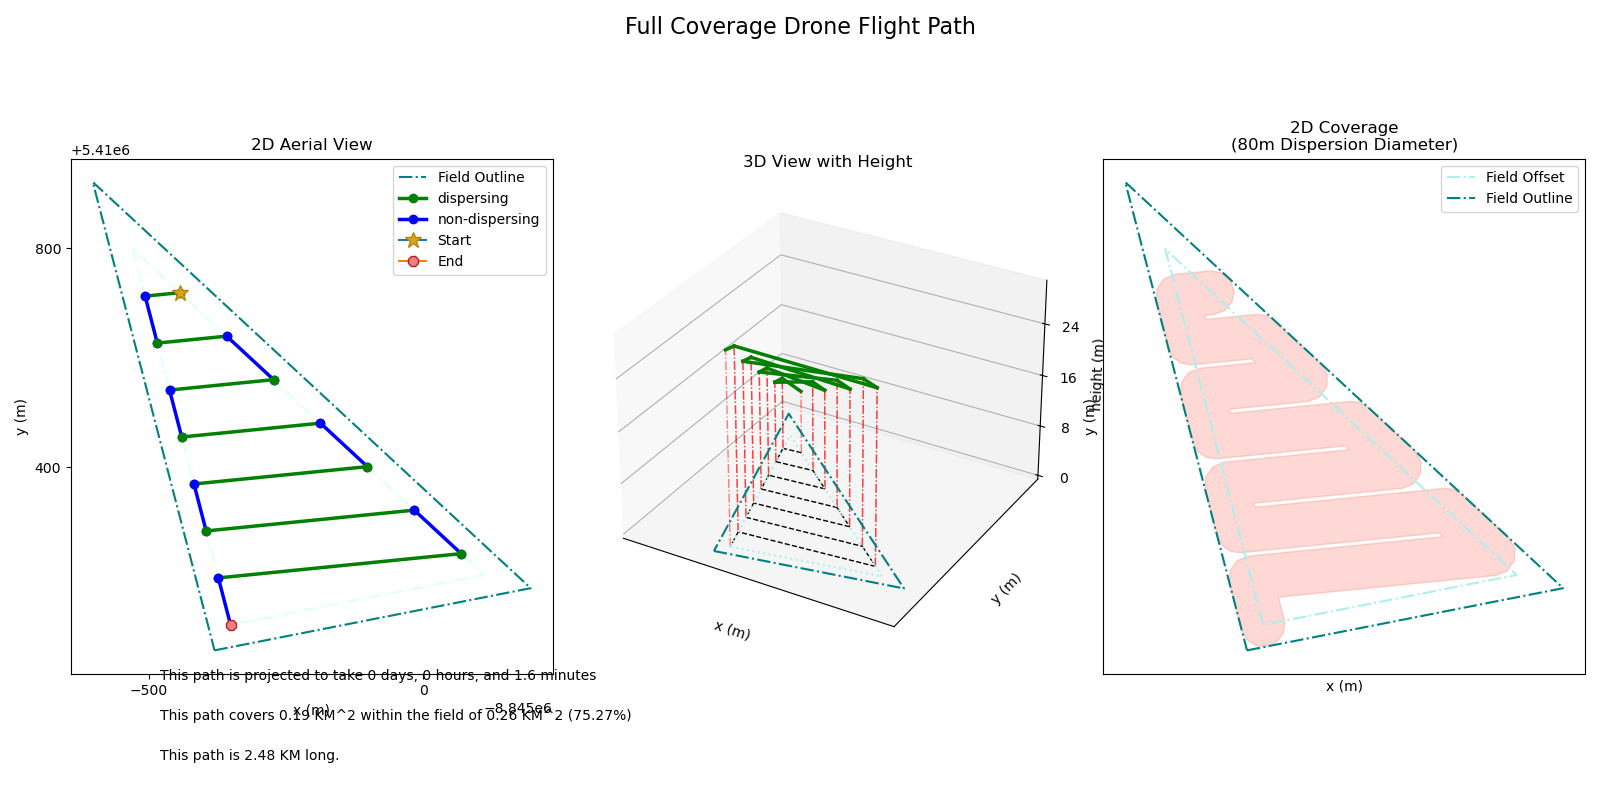 Full Coverage Drone Flight Path
2D Aerial View
+5.41e6
Field Outline
dispersing
non-dispersing
Start
End
800
400
y (m)
−500
0
x (m)
−8.845e6
3D View with Height
24
16
8
0
height (m)
y (m)
x (m)
2D Coverage
(80m Dispersion Diameter)
Field Offset
Field Outline
y (m)
x (m)
This path is projected to take 0 days, 0 hours, and 1.6 minutes
This path covers 0.19 KM^2 within the field of 0.26 KM^2 (75.27%)
This path is 2.48 KM long.